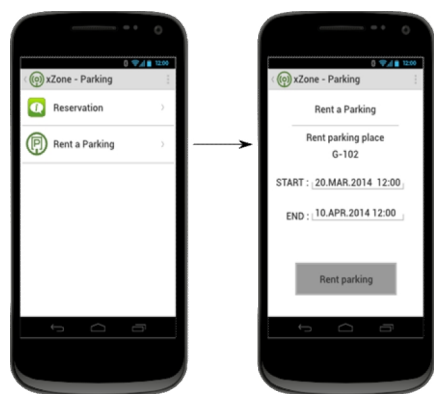 12:00
xZone - Parking
Reservation
Rent a Parking
12:00
xZone - Parking
Rent a Parking
Rent parking place
G-102
START : 20.MAR.2014 12:00
END : 10.APR.2014 12:00
Rent parking